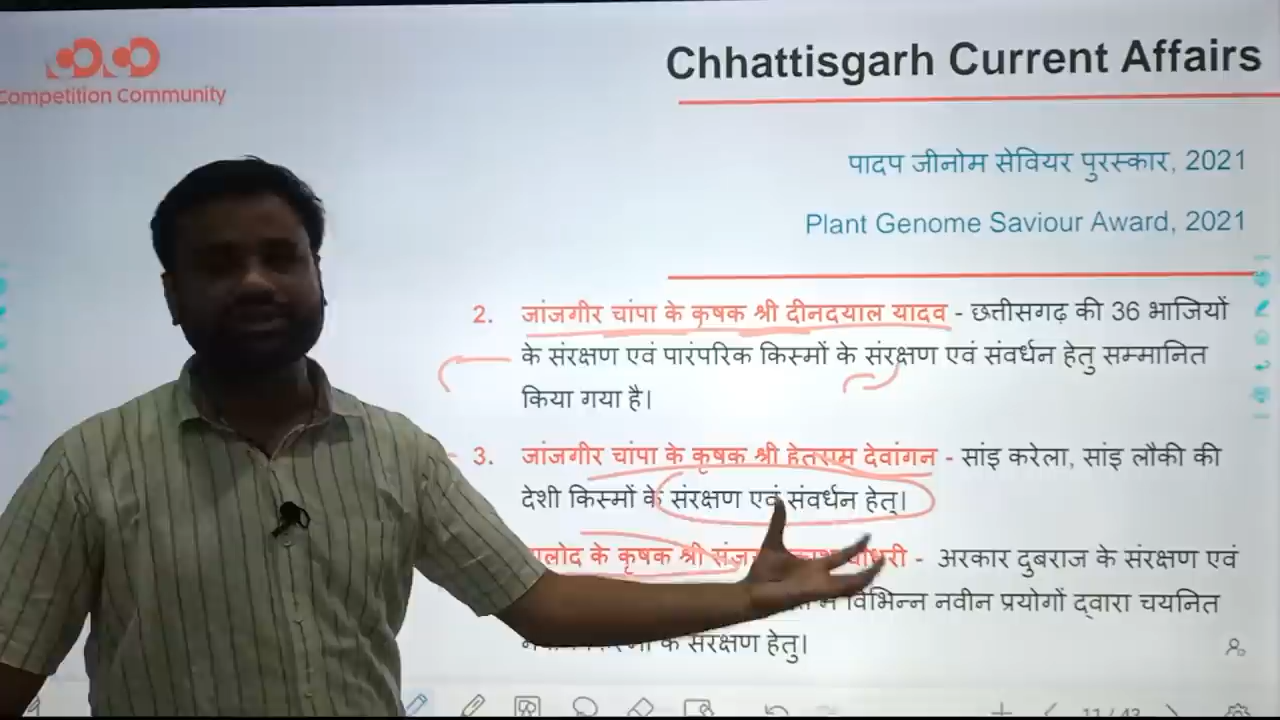 Competition Community
Chhattisgarh Current Affairs
पादप जीनोम सेवियर पुरस्कार, 2021
Plant Genome Saviour Award, 2021
2. जांजगीर चांपा के कृषक श्री दीनदयाल यादव - छत्तीसगढ़ की 36 भाजियों
के संरक्षण एवं पारंपरिक किस्मों के संरक्षण एवं संवर्धन हेतु सम्मानित
किया गया है।
3. जांजगीर चांपा के कृषक श्री हेतराम देवांगन - सांइ करेला, सांइ लौकी की
देशी किस्मों के संरक्षण एवं संवर्धन हेतु।
के कृषक श्री - अरकार दुबराज के संरक्षण एवं
विभिन्न नवीन प्रयोगों द्वारा चयनित
के संरक्षण हेतु।
11 / 43